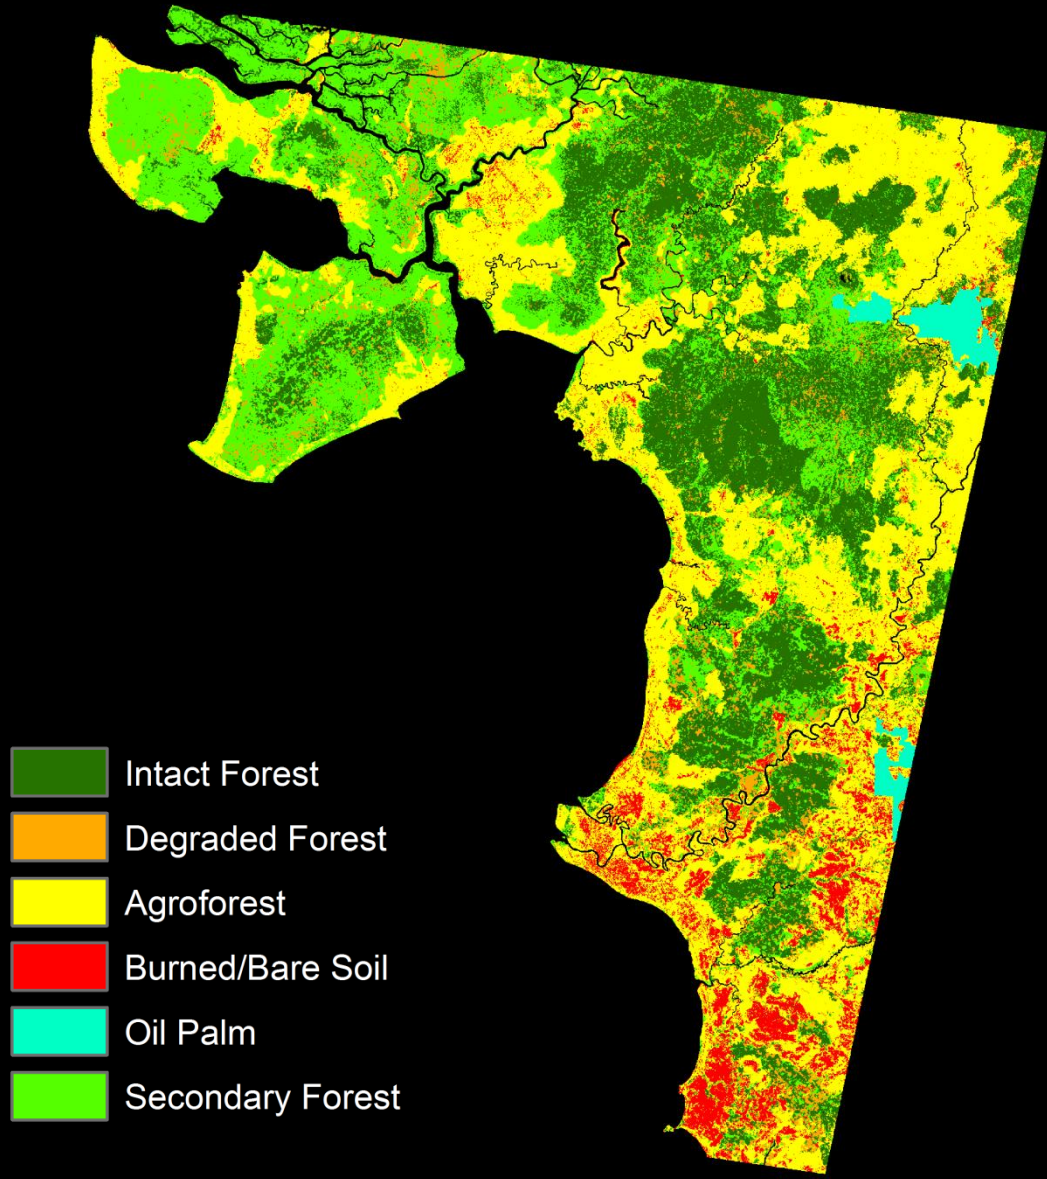 Intact Forest
Degraded Forest
Agroforest
Burned/Bare Soil
Oil Palm
Secondary Forest